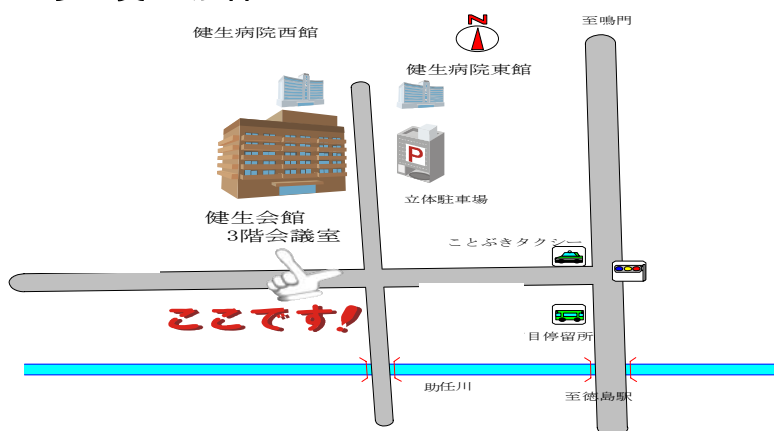 至鳴門
健生病院西館
N
健生病院東館
P
立体駐車場
健生会館
3階会議室
ことぶきタクシー
ここです!
目停留所
助任川
至徳島駅